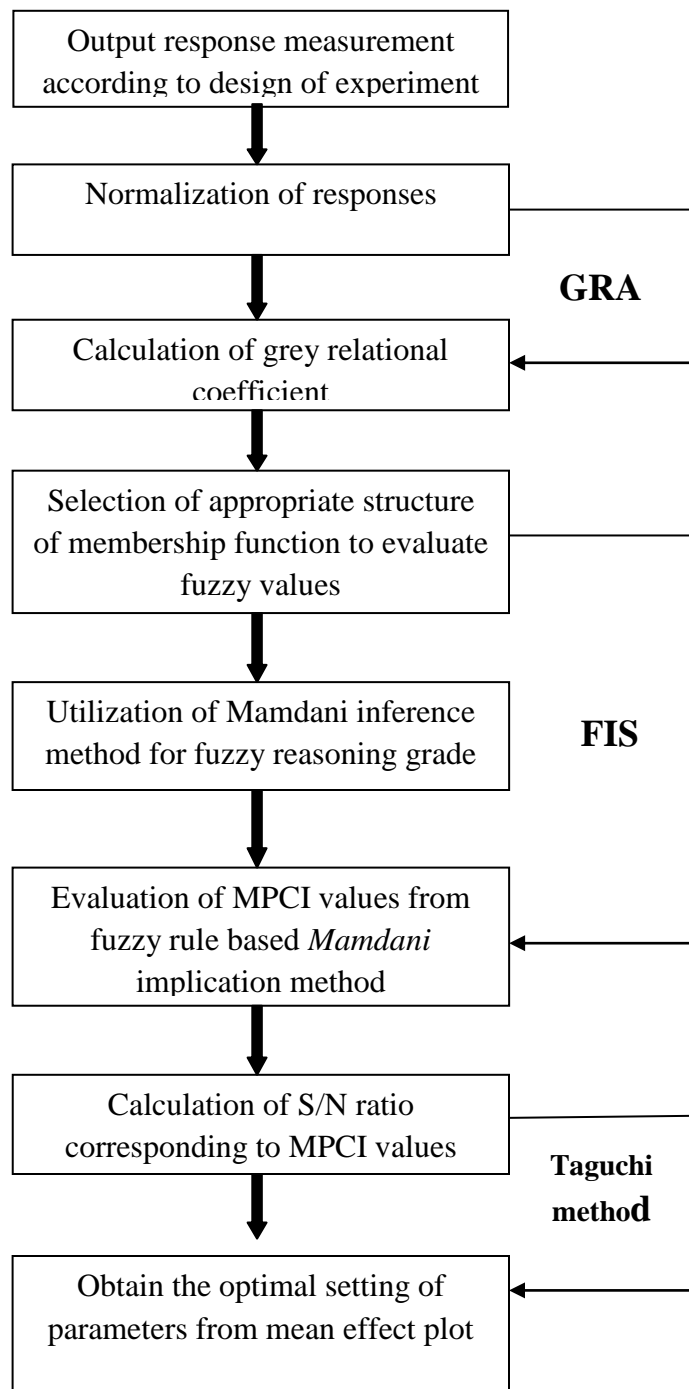 Output response measurement
according to design of experiment
Normalization of responses
GRA
Calculation of grey relational
coefficient
Selection of appropriate structure
of membership function to evaluate
fuzzy values
Utilization of Mamdani inference
method for fuzzy reasoning grade
FIS
Evaluation of MPCI values from
fuzzy rule based Mamdani
implication method
Calculation of S/N ratio
corresponding to MPCI values
Taguchi
method
Obtain the optimal setting of
parameters from mean effect plot